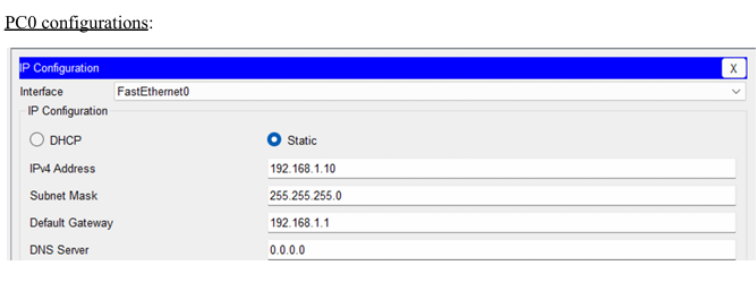 PC0 configurations:
IP Configuration X
Interface FastEthernet0
IP Configuration
DHCP Static
IPv4 Address 192.168.1.10
Subnet Mask 255.255.255.0
Default Gateway 192.168.1.1
DNS Server 0.0.0.0